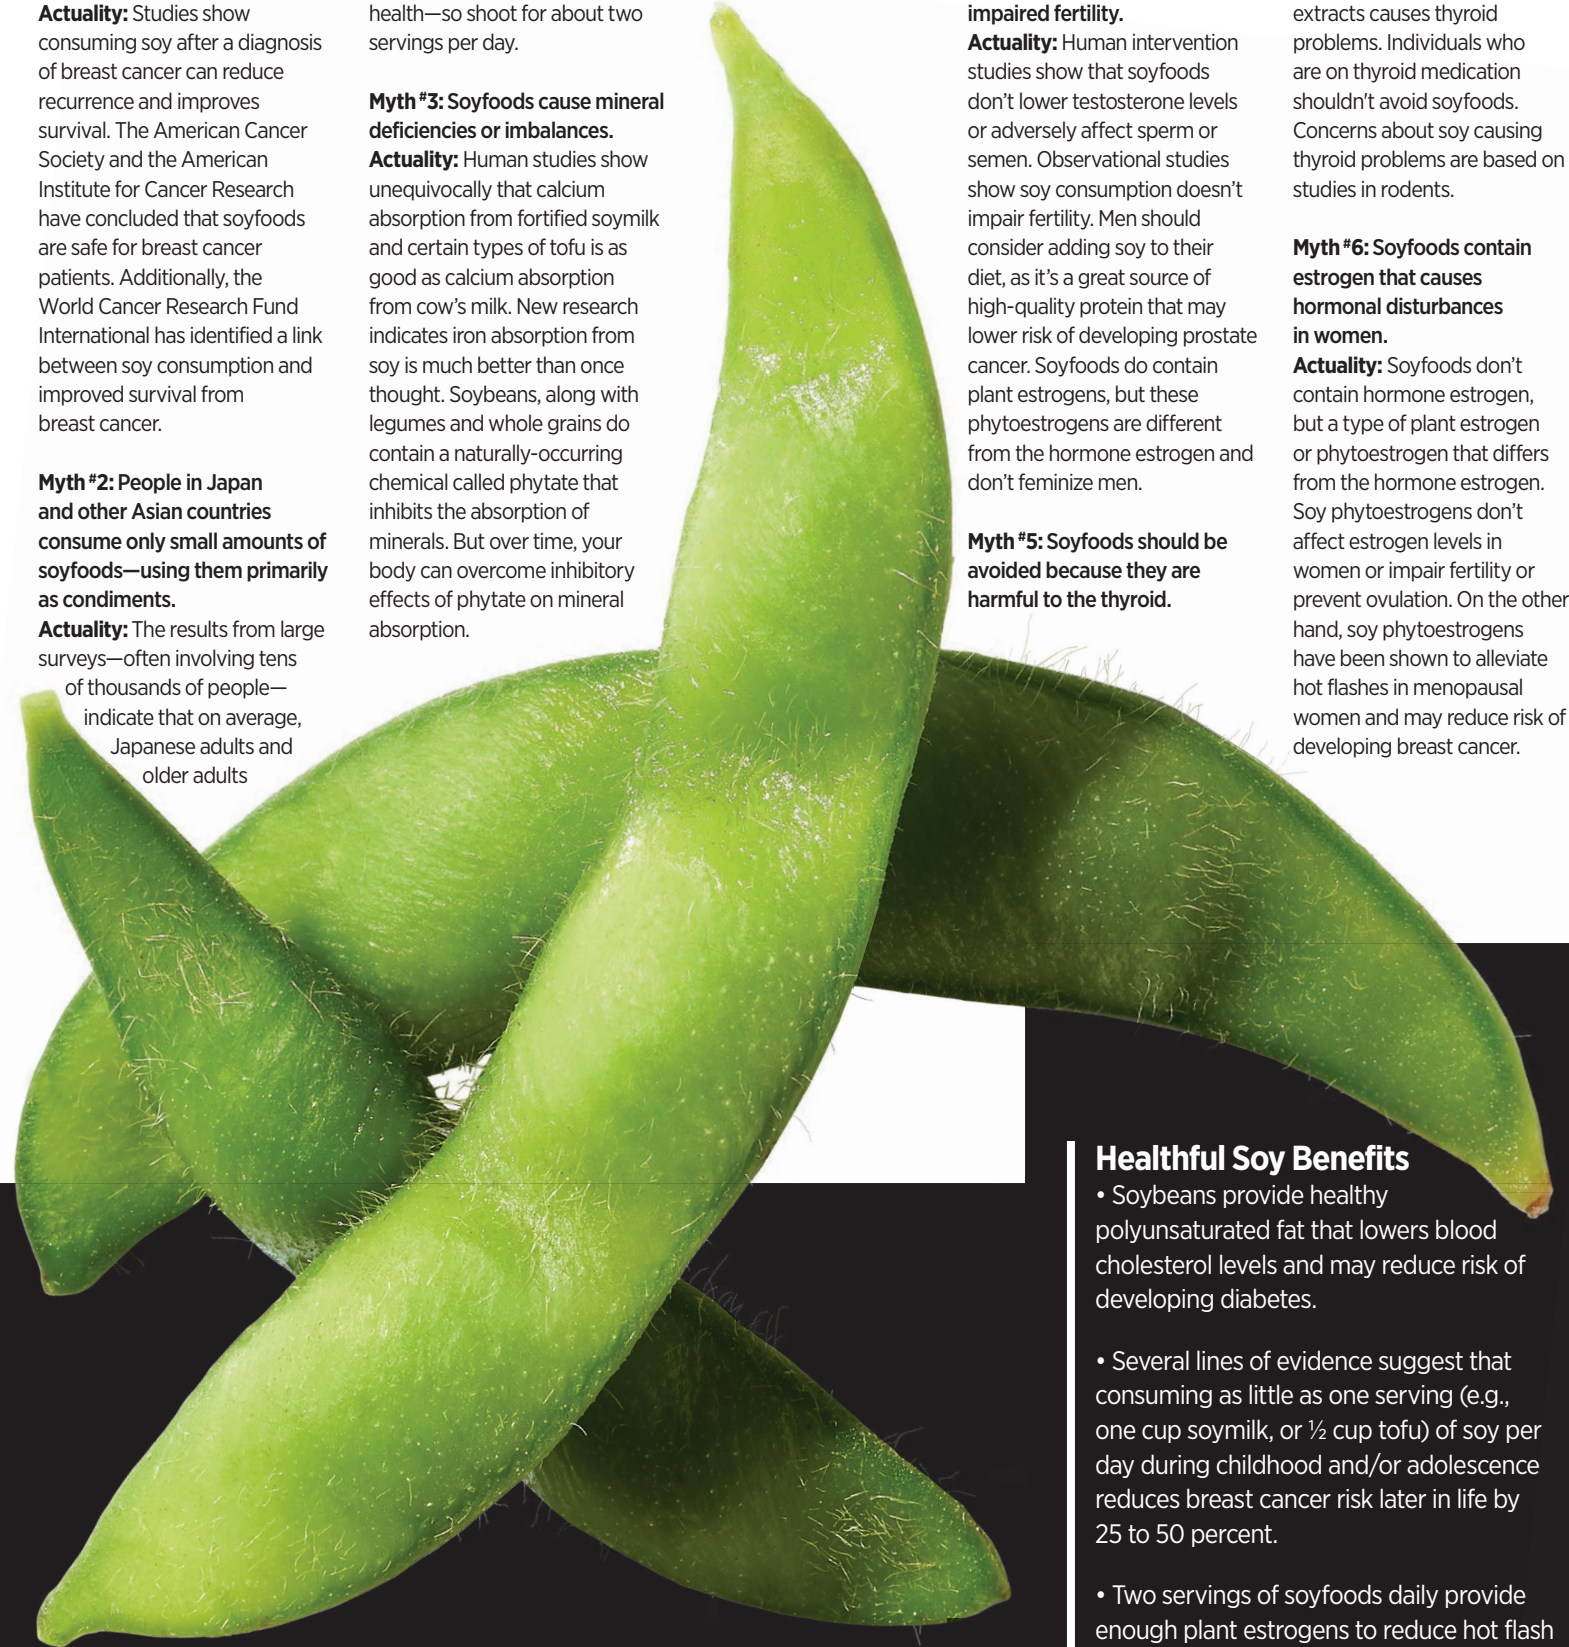 Actuality: Studies show
consuming soy after a diagnosis
of breast cancer can reduce
recurrence and improves
survival. The American Cancer
Society and the American
Institute for Cancer Research
have concluded that soyfoods
are safe for breast cancer
patients. Additionally, the
World Cancer Research Fund
International has identified a link
between soy consumption and
improved survival from
breast cancer.
Myth #2: People in Japan
and other Asian countries
consume only small amounts of
soyfoods—using them primarily
as condiments.
Actuality: The results from large
surveys—often involving tens
of thousands of people—
indicate that on average,
Japanese adults and
older adults
health—so shoot for about two
servings per day.
Myth #3: Soyfoods cause mineral
deficiencies or imbalances.
Actuality: Human studies show
unequivocally that calcium
absorption from fortified soymilk
and certain types of tofu is as
good as calcium absorption
from cow's milk. New research
indicates iron absorption from
soy is much better than once
thought. Soybeans, along with
legumes and whole grains do
contain a naturally-occurring
chemical called phytate that
inhibits the absorption of
minerals. But over time, your
body can overcome inhibitory
effects of phytate on mineral
absorption.
impaired fertility.
Actuality: Human intervention
studies show that soyfoods
don't lower testosterone levels
or adversely affect sperm or
semen. Observational studies
show soy consumption doesn't
impair fertility. Men should
consider adding soy to their
diet, as it's a great source of
high-quality protein that may
lower risk of developing prostate
cancer. Soyfoods do contain
plant estrogens, but these
phytoestrogens are different
from the hormone estrogen and
don't feminize men.
Myth #5: Soyfoods should be
avoided because they are
harmful to the thyroid.
extracts causes thyroid
problems. Individuals who
are on thyroid medication
shouldn't avoid soyfoods.
Concerns about soy causing
thyroid problems are based on
studies in rodents.
Myth #6: Soyfoods contain
estrogen that causes
hormonal disturbances
in women.
Actuality: Soyfoods don't
contain hormone estrogen,
but a type of plant estrogen
or phytoestrogen that differs
from the hormone estrogen.
Soy phytoestrogens don't
affect estrogen levels in
women or impair fertility or
prevent ovulation. On the other
hand, soy phytoestrogens
have been shown to alleviate
hot flashes in menopausal
women and may reduce risk of
developing breast cancer.
Healthful Soy Benefits
• Soybeans provide healthy
polyunsaturated fat that lowers blood
cholesterol levels and may reduce risk of
developing diabetes.
• Several lines of evidence suggest that
consuming as little as one serving (e.g.,
one cup soymilk, or ½ cup tofu) of soy per
day during childhood and/or adolescence
reduces breast cancer risk later in life by
25 to 50 percent.
• Two servings of soyfoods daily provide
enough plant estrogens to reduce hot flash